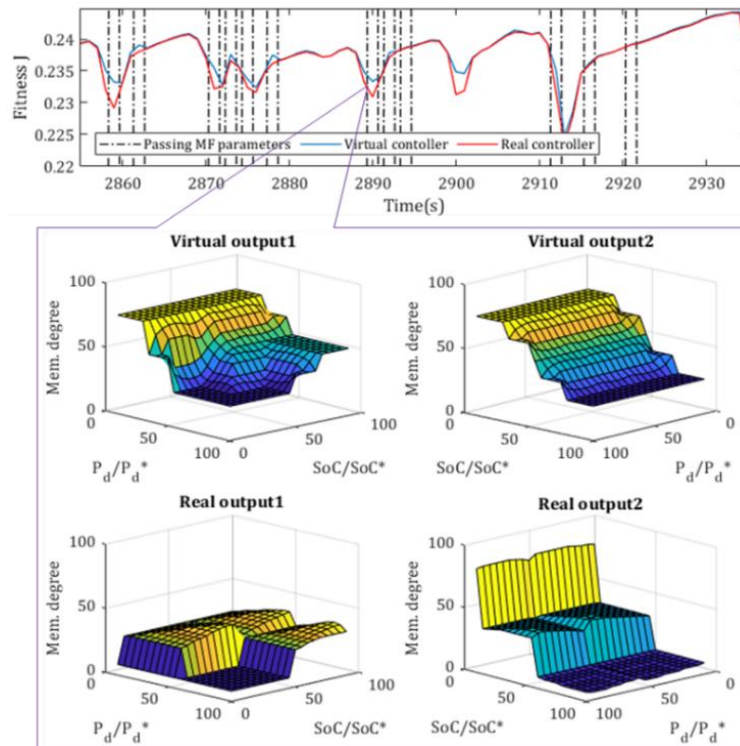 Fitness J
0.24
0.235
0.23
0.225
0.22
Passing MF parameters
Virtual contoller
Real controller
2860
2870
2880
2890
2900
2910
2920
2930
Time(s)
Virtual output1
Mem. degree
100
50
0
0
50
100
P_d/P_d*
0
50
100
SoC/SoC*
Virtual output2
Mem. degree
100
50
0
0
50
100
SoC/SoC*
100
50
0
P_d/P_d*
Real output1
Mem. degree
100
50
0
0
50
100
P_d/P_d*
0
50
100
SoC/SoC*
Real output2
Mem. degree
100
50
0
0
50
100
SoC/SoC*
100
50
0
P_d/P_d*